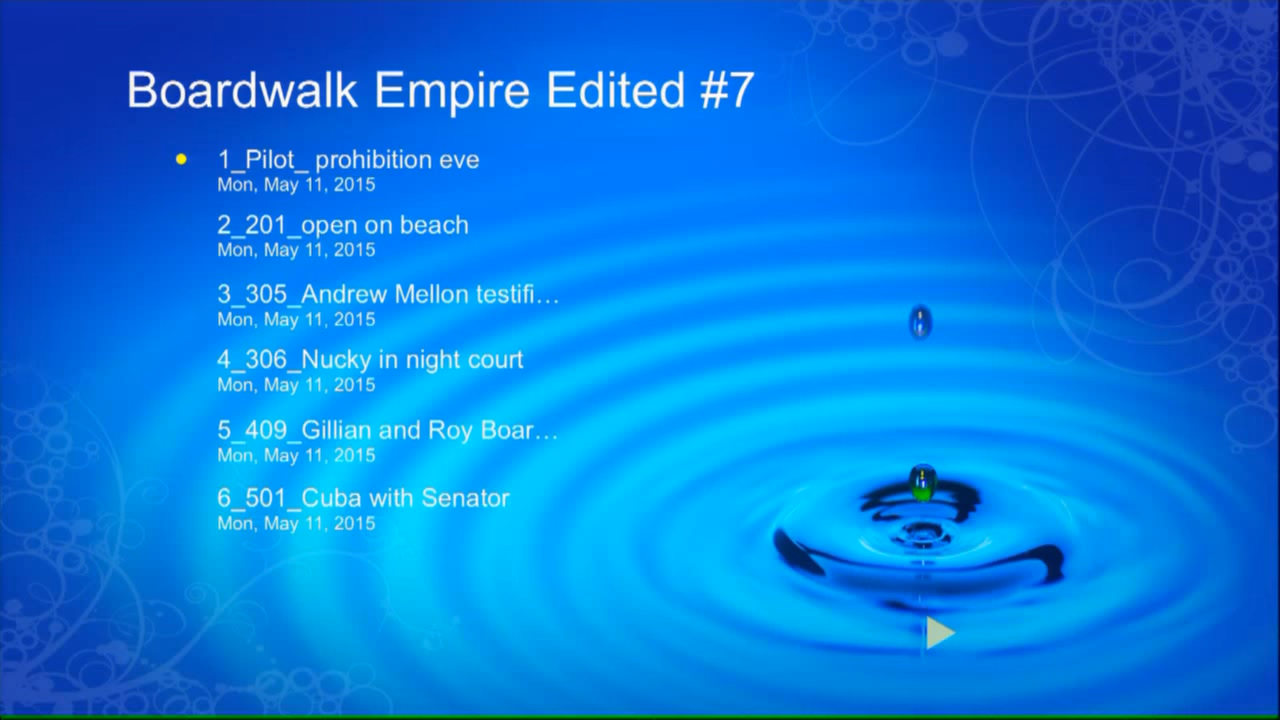 Boardwalk Empire Edited #7
1_Pilot_ prohibition eve
Mon, May 11, 2015
2_201_open on beach
Mon, May 11, 2015
3_305_Andrew Mellon testifi…
Mon, May 11, 2015
4_306_Nucky in night court
Mon, May 11, 2015
5_409_Gillian and Roy Boar…
Mon, May 11, 2015
6_501_Cuba with Senator
Mon, May 11, 2015